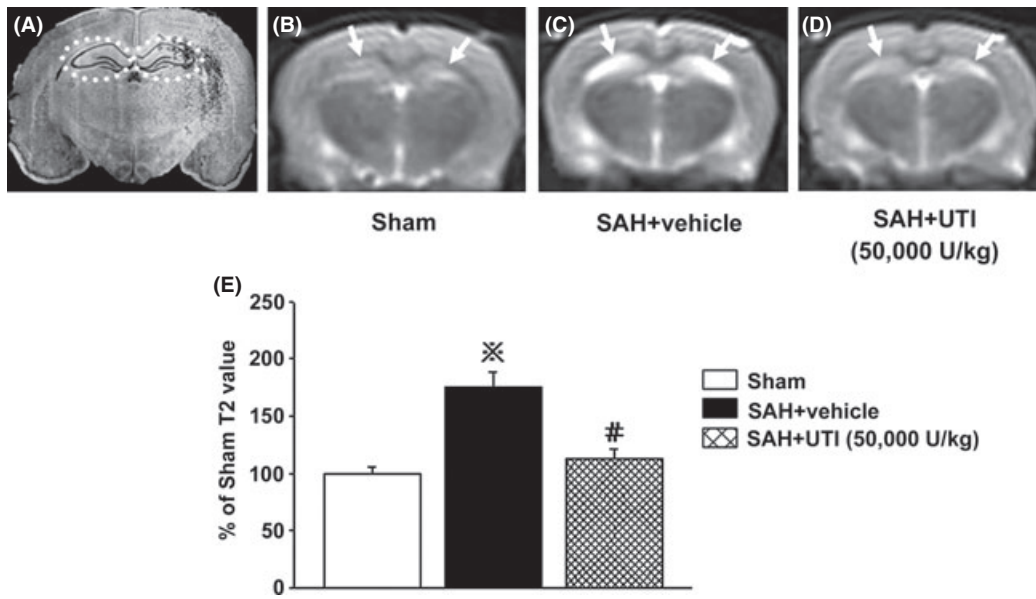 (A)
(B)
(C)
(D)
Sham
SAH+vehicle
SAH+UTI
(50,000 U/kg)
(E)
% of Sham T2 value
250
200
150
100
50
0
※
#
Sham
SAH+vehicle
SAH+UTI (50,000 U/kg)